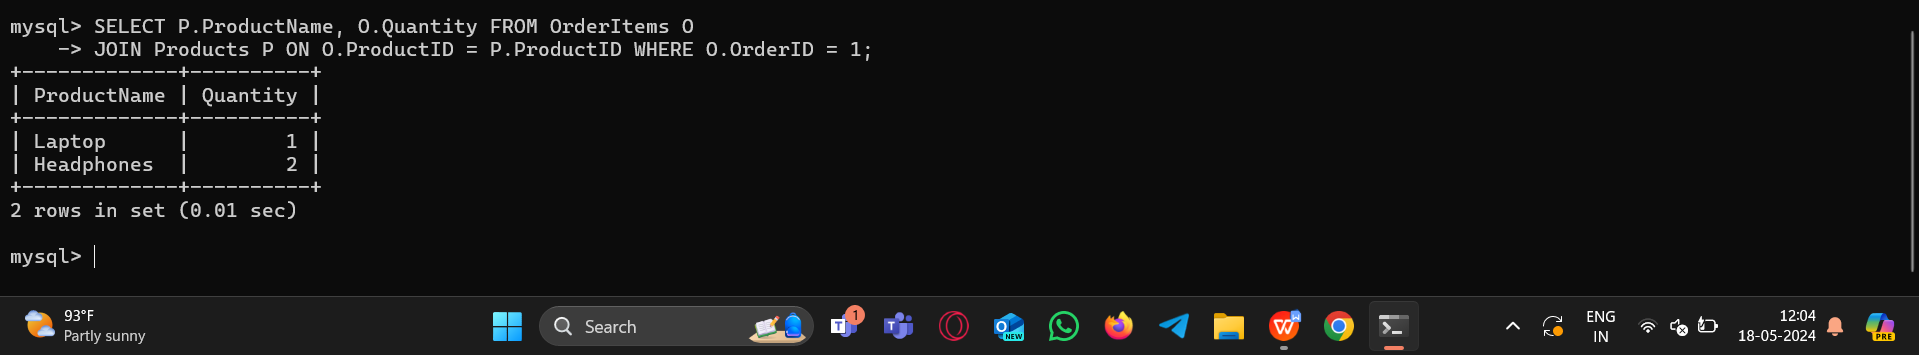 mysql> SELECT P.ProductName, O.Quantity FROM OrderItems O
    -> JOIN Products P ON O.ProductID = P.ProductID WHERE O.OrderID = 1;
+-------------+----------+
| ProductName | Quantity |
+-------------+----------+
| Laptop      |        1 |
| Headphones  |        2 |
+-------------+----------+
2 rows in set (0.01 sec)
mysql>
93°F
Partly sunny
Search
1
NEW
ENG
IN
12:04
18-05-2024
PRE